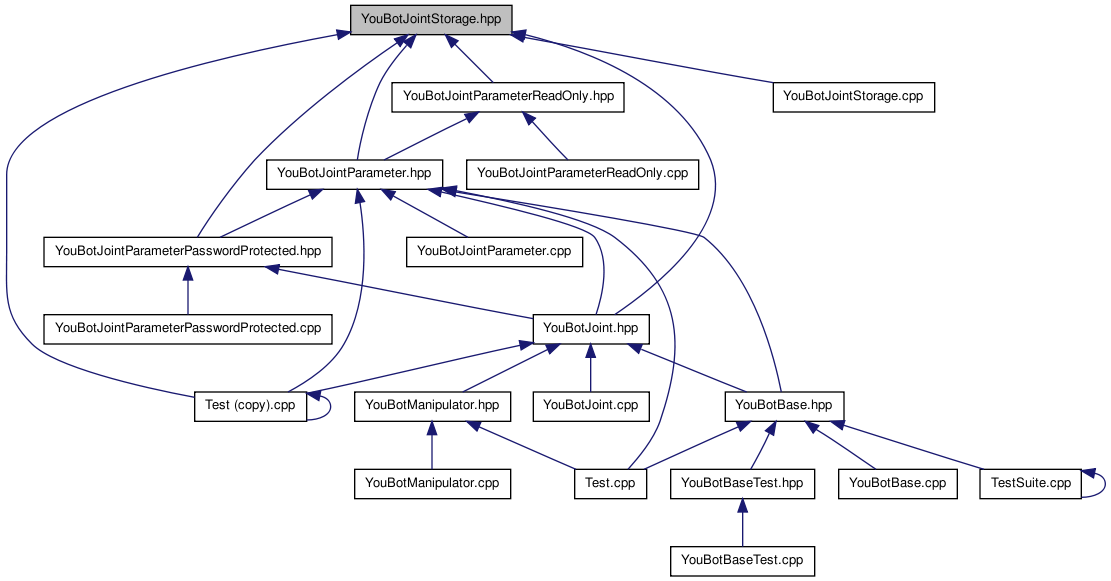 YouBotJointStorage.hpp
YouBotJointParameterReadOnly.hpp
YouBotJointStorage.cpp
YouBotJointParameter.hpp
YouBotJointParameterReadOnly.cpp
YouBotJointParameterPasswordProtected.hpp
YouBotJointParameter.cpp
YouBotJointParameterPasswordProtected.cpp
YouBotJoint.hpp
Test (copy).cpp
YouBotManipulator.hpp
YouBotJoint.cpp
YouBotBase.hpp
YouBotManipulator.cpp
Test.cpp
YouBotBaseTest.hpp
YouBotBase.cpp
TestSuite.cpp
YouBotBaseTest.cpp